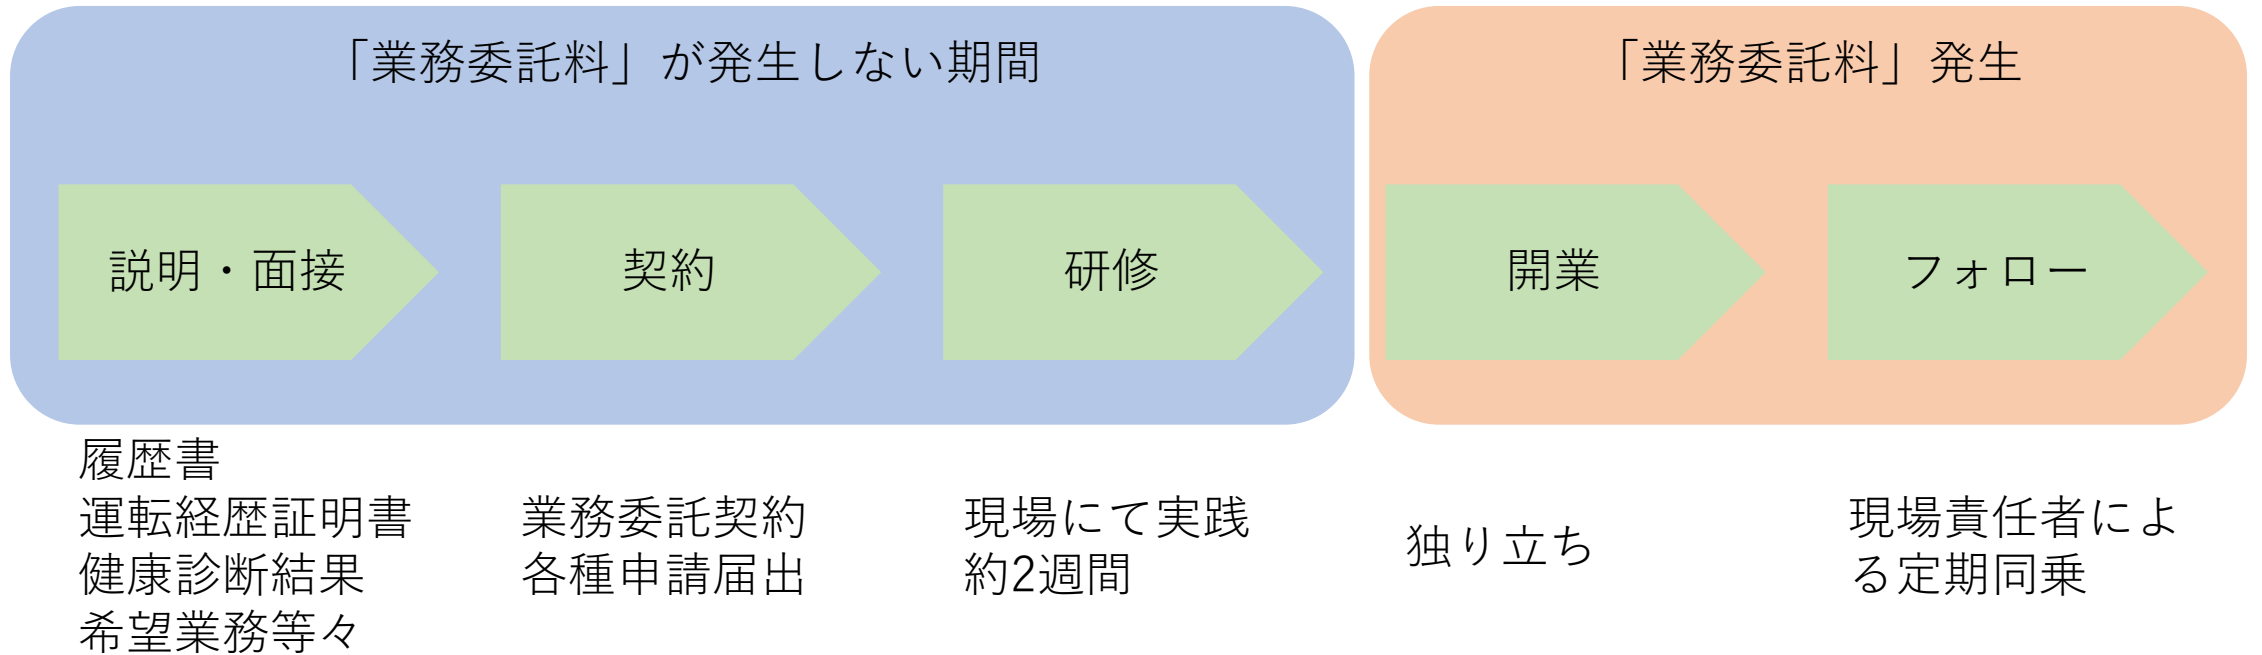 「業務委託料」が発生しない期間
「業務委託料」発生
説明・面接
契約
研修
開業
フォロー
履歴書
運転経歴証明書
健康診断結果
希望業務等々
業務委託契約
各種申請届出
現場にて実践
約2週間
独り立ち
現場責任者によ
る定期同乗